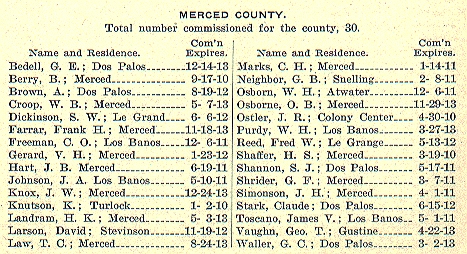 MERCED COUNTY.
Total number commissioned for the county, 30.
Name and Residence. Com'n Expires.
Bedell, G. E.; Dos Palos 12-14-13
Berry, B.; Merced 9-17-10
Brown, A.; Dos Palos 8-19-12
Croop, W. B.; Merced 5- 7-13
Dickinson, S. W.; Le Grand 6- 6-12
Farrar, Frank H.; Merced 11-18-13
Freeman, C. O.; Los Banos 12- 6-11
Gerard, V. H.; Merced 1-23-12
Hart, J. B. Merced 6-19-11
Johnson, J. A. Los Banos 5-19-11
Knox, J. W.; Merced 12-24-13
Knutson, K.; Turlock 1- 2-10
Landram, H. K.; Merced 5- 3-13
Larson, David; Stevinson 11-19-12
Law, T. C.; Merced 8-24-13
Name and Residence. Com'n Expires.
Marks, C. H.; Merced 1-14-11
Neighbor, G. B.; Snelling 2- 8-11
Osborn, W. H.; Atwater 12- 6-11
Osborne, O. B.; Merced 11-29-13
Ostler, J. R.; Colony Center 4-30-10
Purdy, W. H.; Los Banos 3-27-13
Reed, Fred W.; Le Grange 5-13-12
Shaffer, H. S.; Merced 3-19-10
Shannon, S. J.; Dos Palos 5-17-11
Shrider, G. F.; Merced 3- 7-11
Simonson, J. H.; Merced 4- 1-11
Stark, Claude; Dos Palos 6-15-12
Toscano, James V.; Los Banos 5- 1-11
Vaughn, Geo. T.; Gustine 4-22-13
Waller, G. C.; Dos Palos 3- 2-13